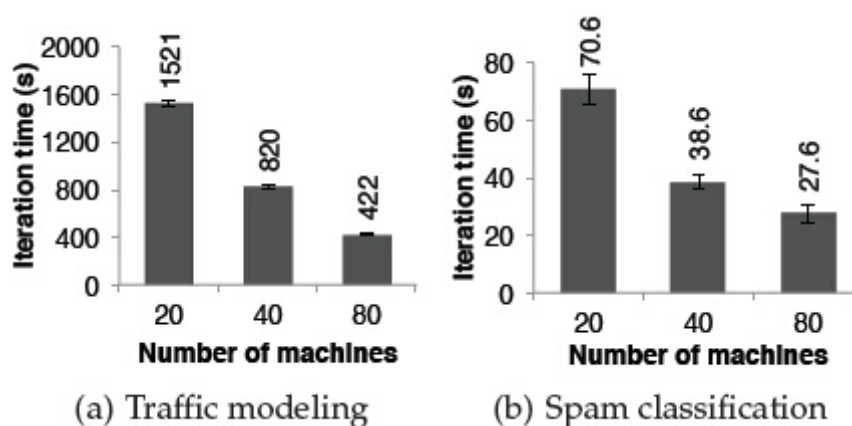 2000
1600
1200
800
400
0
Iteration time (s)
1521
820
422
20 40 80
Number of machines
(a) Traffic modeling
80
60
40
20
0
Iteration time (s)
70.6
38.6
27.6
20 40 80
Number of machines
(b) Spam classification